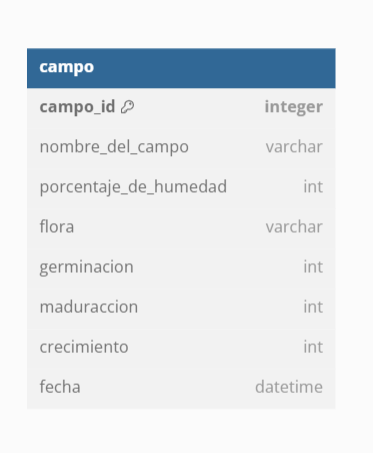 campo
campo_id integer
nombre_del_campo varchar
porcentaje_de_humedad int
flora varchar
germinacion int
maduraccion int
crecimiento int
fecha datetime